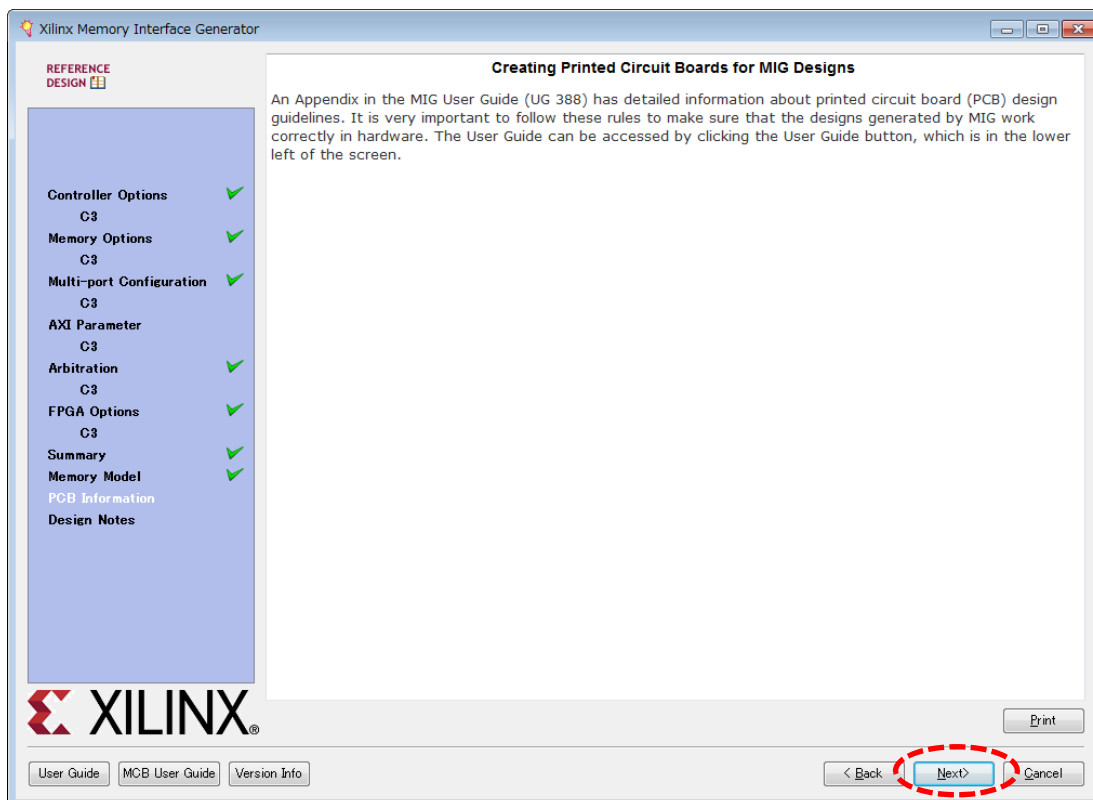 Xilinx Memory Interface Generator
REFERENCE
DESIGN
Creating Printed Circuit Boards for MIG Designs
An Appendix in the MIG User Guide (UG 388) has detailed information about printed circuit board (PCB) design
guidelines. It is very important to follow these rules to make sure that the designs generated by MIG work
correctly in hardware. The User Guide can be accessed by clicking the User Guide button, which is in the lower
left of the screen.
Controller Options
C3
Memory Options
C3
Multi-port Configuration
C3
AXI Parameter
C3
Arbitration
C3
FPGA Options
C3
Summary
Memory Model
PCB Information
Design Notes
XILINX®
Print
User Guide
MCB User Guide
Version Info
< Back
Next>
Cancel